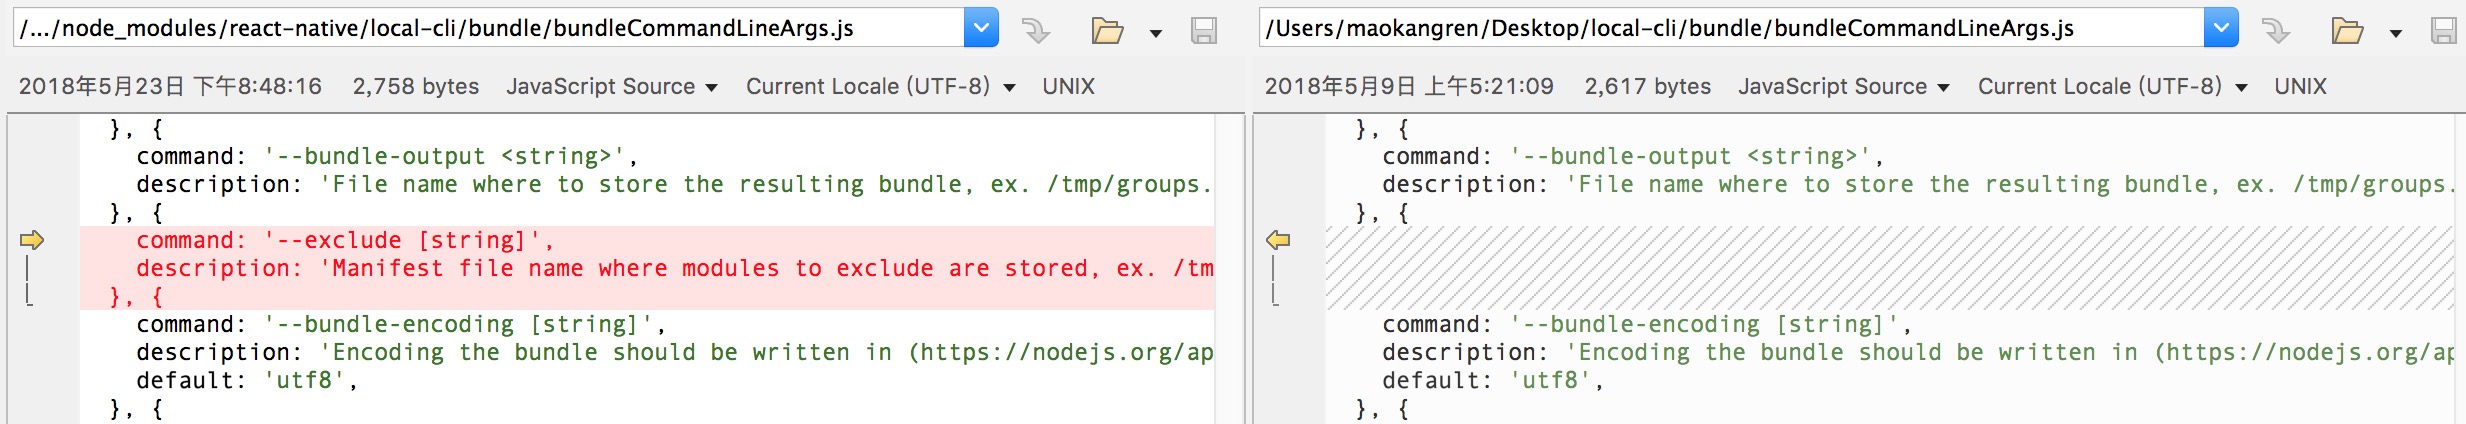 /.../node_modules/react-native/local-cli/bundle/bundleCommandLineArgs.js
2018年5月23日 下午8:48:16 2,758 bytes JavaScript Source Current Locale (UTF-8) UNIX
}, {
command: '--bundle-output <string>',
description: 'File name where to store the resulting bundle, ex. /tmp/groups.
}, {
command: '--exclude [string]',
description: 'Manifest file name where modules to exclude are stored, ex. /tm
}, {
command: '--bundle-encoding [string]',
description: 'Encoding the bundle should be written in (https://nodejs.org/ap
default: 'utf8',
}, {
/Users/maokangren/Desktop/local-cli/bundle/bundleCommandLineArgs.js
2018年5月9日 上午5:21:09 2,617 bytes JavaScript Source Current Locale (UTF-8) UNIX
}, {
command: '--bundle-output <string>',
description: 'File name where to store the resulting bundle, ex. /tmp/groups.
}, {
command: '--bundle-encoding [string]',
description: 'Encoding the bundle should be written in (https://nodejs.org/ap
default: 'utf8',
}, {